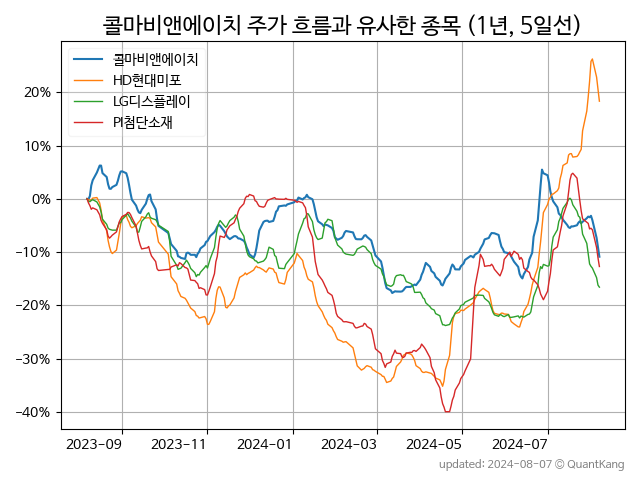 콜마비앤에이치 주가 흐름과 유사한 종목 (1년, 5일선)
콜마비앤에이치
HD현대미포
LG디스플레이
PI첨단소재
20%
10%
0%
−10%
−20%
−30%
−40%
2023-09 2023-11 2024-01 2024-03 2024-05 2024-07
updated: 2024-08-07 © QuantKang